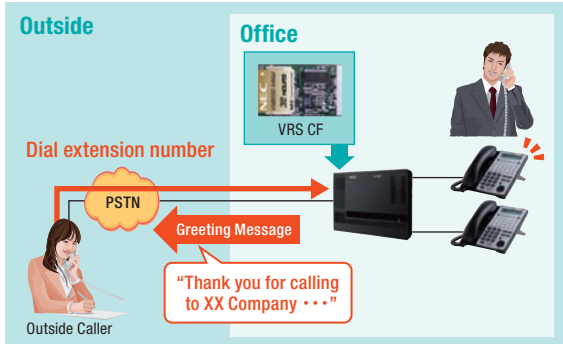 Outside
Office
NEC
VRS CF
Dial extension number
PSTN
Greeting Message
“Thank you for calling
to XX Company ･･･”
Outside Caller